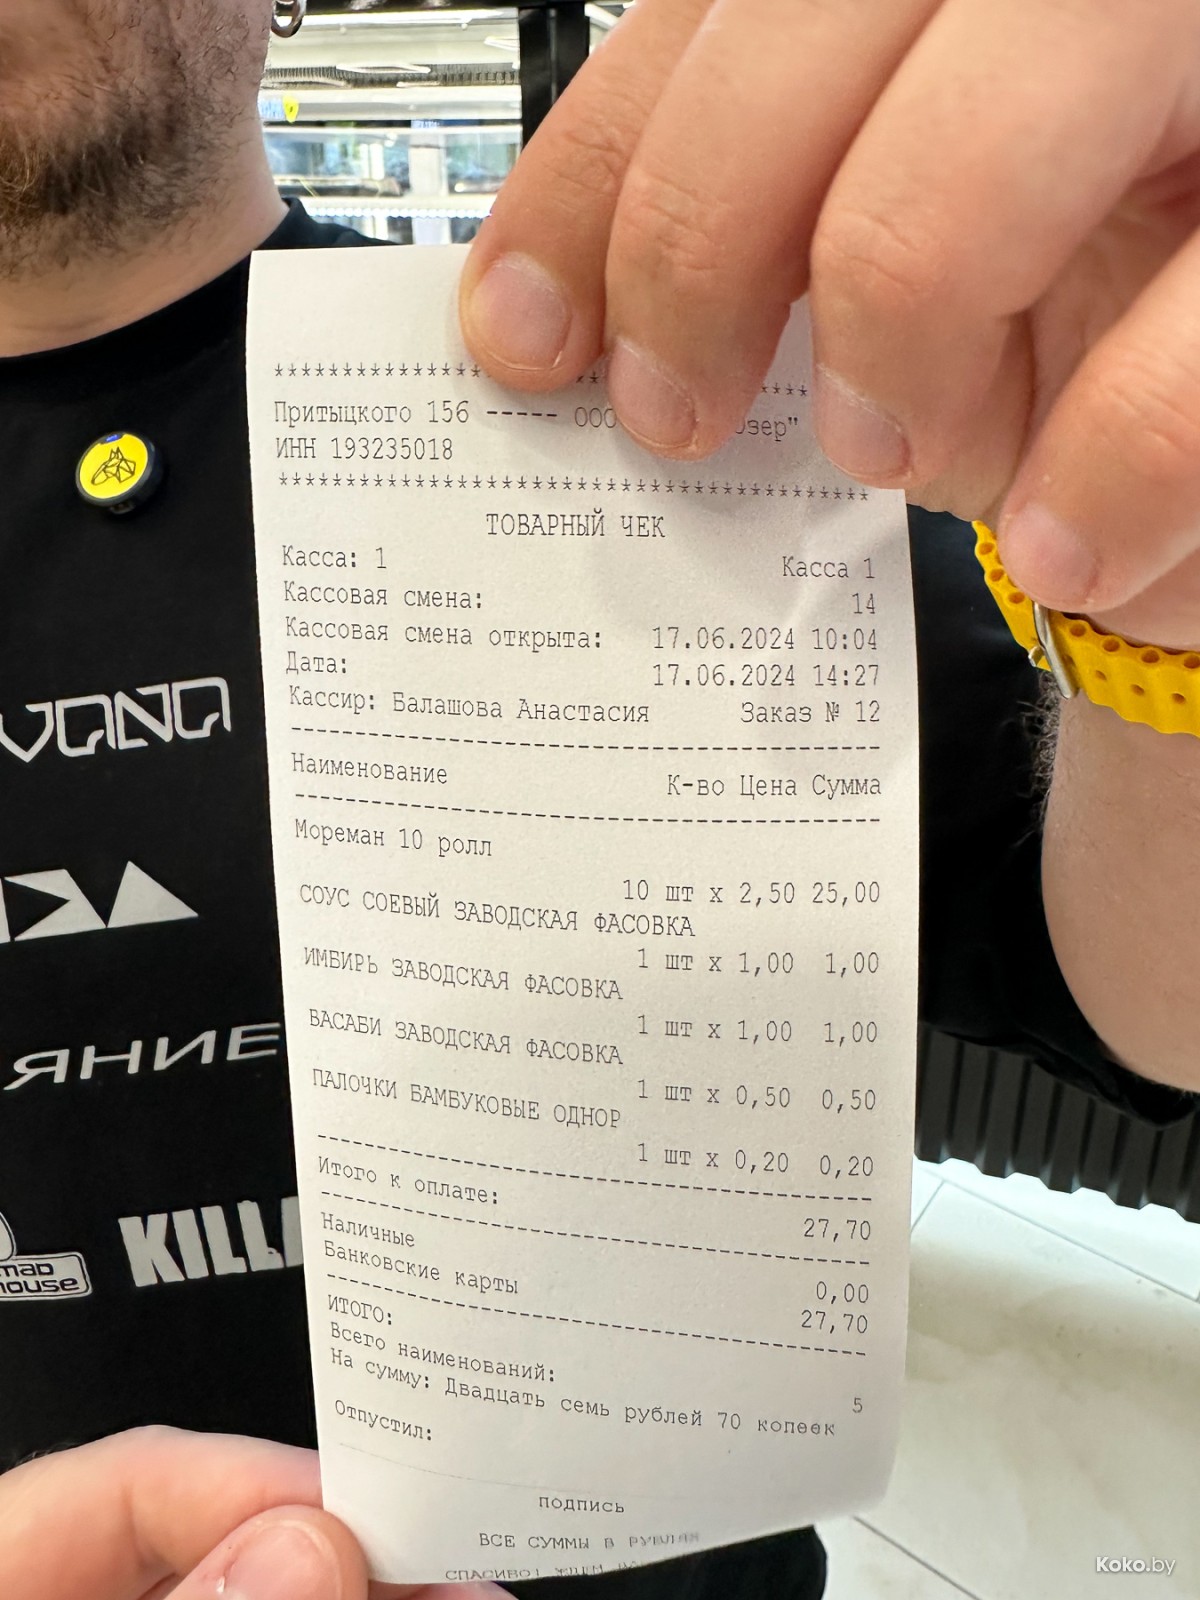 ****************
Притыцкого 156 ----- ООО
ИНН 193235018
*******************************************
ТОВАРНЫЙ ЧЕК
Касса: 1 Касса 1
Кассовая смена: 14
Кассовая смена открыта: 17.06.2024 10:04
Дата: 17.06.2024 14:27
Кассир: Балашова Анастасия Заказ № 12
Наименование К-во Цена Сумма
Мореман 10 ролл
10 шт x 2,50 25,00
СОУС СОЕВЫЙ ЗАВОДСКАЯ ФАСОВКА
1 шт x 1,00 1,00
ИМБИРЬ ЗАВОДСКАЯ ФАСОВКА
1 шт x 1,00 1,00
ВАСАБИ ЗАВОДСКАЯ ФАСОВКА
1 шт x 0,50 0,50
ПАЛОЧКИ БАМБУКОВЫЕ ОДНОР
1 шт x 0,20 0,20
Итого к оплате: 27,70
Наличные 0,00
Банковские карты 27,70
ИТОГО:
Всего наименований: 5
На сумму: Двадцать семь рублей 70 копеек
Отпустил:
подпись
ВСЕ СУММЫ В РУБЛЯХ
СПАСИБО! ЖДЕМ
ЯНИЕ
mad house
KILL
Koko.by